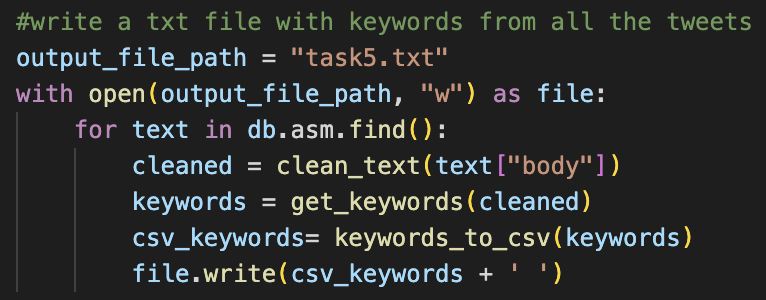 #write a txt file with keywords from all the tweets
output_file_path = "task5.txt"
with open(output_file_path, "w") as file:
    for text in db.asm.find():
        cleaned = clean_text(text["body"])
        keywords = get_keywords(cleaned)
        csv_keywords= keywords_to_csv(keywords)
        file.write(csv_keywords + ' ')